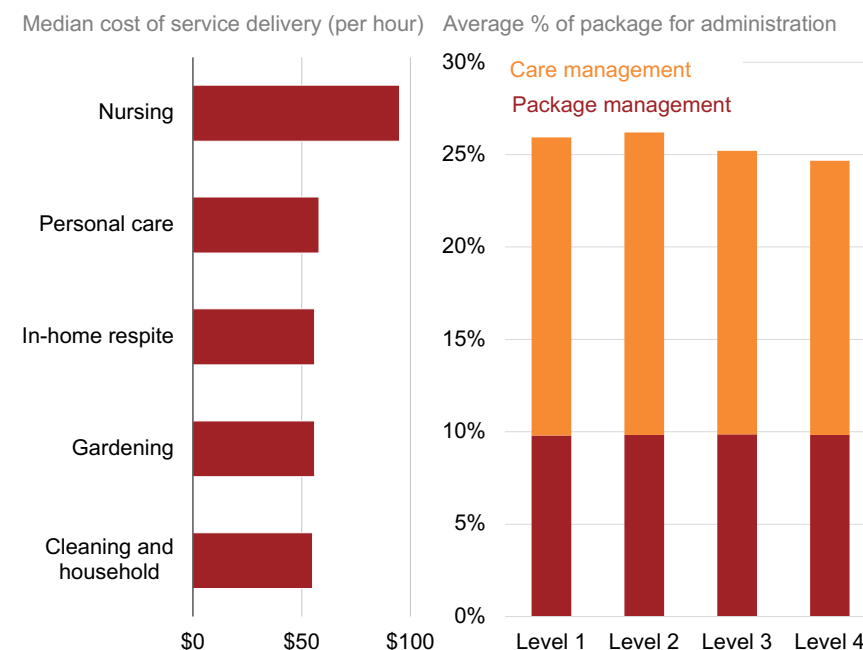 Median cost of service delivery (per hour)
Nursing
Personal care
In-home respite
Gardening
Cleaning and
household
$0 $50 $100
Average % of package for administration
30%
25%
20%
15%
10%
5%
0%
Care management
Package management
Level 1 Level 2 Level 3 Level 4